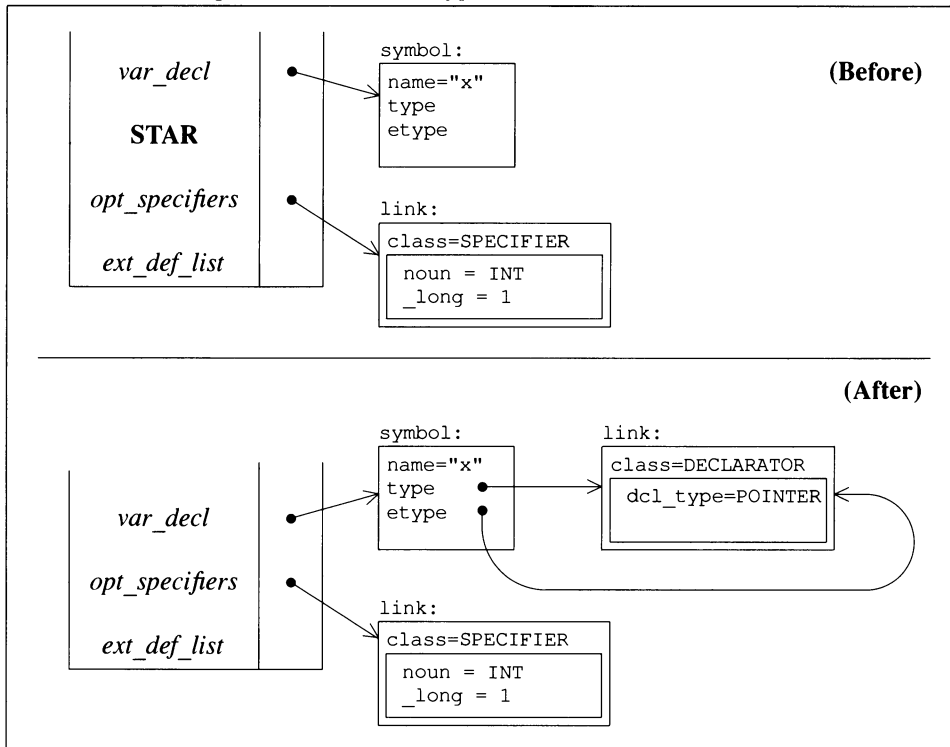 symbol:
var_decl
name="x"
type
etype
(Before)
STAR
opt_specifiers
link:
class=SPECIFIER
ext_def_list
noun = INT
_long = 1
(After)
symbol:
link:
name="x"
type
etype
class=DECLARATOR
dcl_type=POINTER
var_decl
opt_specifiers
link:
class=SPECIFIER
ext_def_list
noun = INT
_long = 1